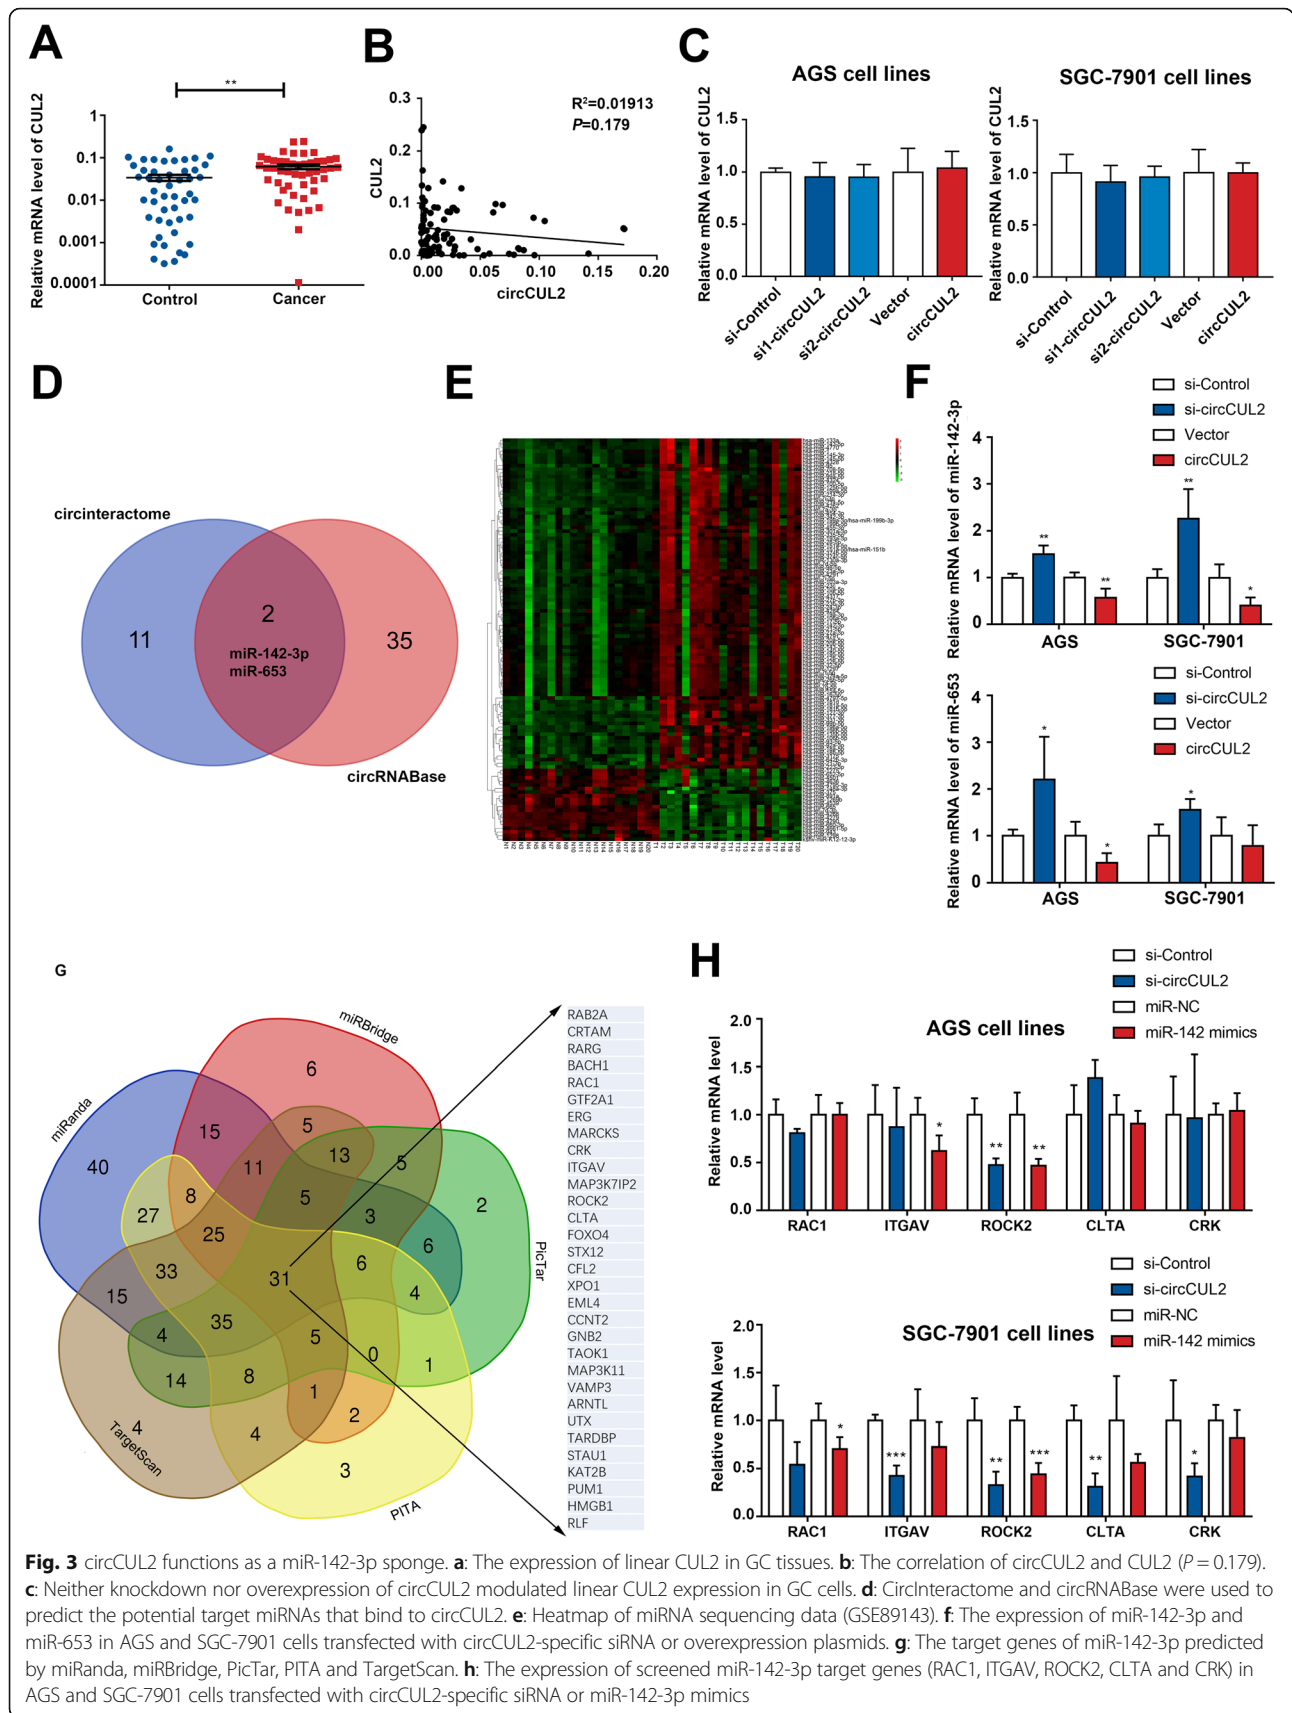 A
**
Relative mRNA level of CUL2
1
0.1
0.01
0.001
0.0001
Control
Cancer
B
R²=0.01913
P=0.179
CUL2
0.3
0.2
0.1
0.0
0.00
0.05
0.10
0.15
0.20
circCUL2
C
AGS cell lines
Relative mRNA level of CUL2
1.5
1.0
0.5
0.0
si-Control
si1-circCUL2
si2-circCUL2
Vector
circCUL2
SGC-7901 cell lines
Relative mRNA level of CUL2
1.5
1.0
0.5
0.0
si-Control
si1-circCUL2
si2-circCUL2
Vector
circCUL2
D
circinteractome
11
2
miR-142-3p
miR-653
35
circRNABase
E
hsa-miR-199b-3p
hsa-miR-151b
F
si-Control
si-circCUL2
Vector
circCUL2
Relative mRNA level of miR-142-3p
4
3
2
1
0
**
**
**
*
AGS
SGC-7901
si-Control
si-circCUL2
Vector
circCUL2
Relative mRNA level of miR-653
4
3
2
1
0
*
*
*
AGS
SGC-7901
G
miRBridge
miRanda
PicTar
TargetScan
PITA
6
15
5
40
11
13
5
8
5
2
27
25
3
6
33
31
6
15
4
35
4
5
0
1
14
8
1
4
4
2
3
RAB2A
CRTAM
RARG
BACH1
RAC1
GTF2A1
ERG
MARCKS
CRK
ITGAV
MAP3K7IP2
ROCK2
CLTA
FOXO4
STX12
CFL2
XPO1
EML4
CCNT2
GNB2
TAOK1
MAP3K11
VAMP3
ARNTL
UTX
TARDBP
STAU1
KAT2B
PUM1
HMGB1
RLF
H
si-Control
si-circCUL2
miR-NC
miR-142 mimics
AGS cell lines
Relative mRNA level
2.0
1.5
1.0
0.5
0.0
*
**
**
RAC1
ITGAV
ROCK2
CLTA
CRK
si-Control
si-circCUL2
miR-NC
miR-142 mimics
SGC-7901 cell lines
Relative mRNA level
2.0
1.5
1.0
0.5
0.0
*
***
**
***
**
*
RAC1
ITGAV
ROCK2
CLTA
CRK
Fig. 3 circCUL2 functions as a miR-142-3p sponge. a: The expression of linear CUL2 in GC tissues. b: The correlation of circCUL2 and CUL2 (P = 0.179).
c: Neither knockdown nor overexpression of circCUL2 modulated linear CUL2 expression in GC cells. d: CircInteractome and circRNABase were used to
predict the potential target miRNAs that bind to circCUL2. e: Heatmap of miRNA sequencing data (GSE89143). f: The expression of miR-142-3p and
miR-653 in AGS and SGC-7901 cells transfected with circCUL2-specific siRNA or overexpression plasmids. g: The target genes of miR-142-3p predicted
by miRanda, miRBridge, PicTar, PITA and TargetScan. h: The expression of screened miR-142-3p target genes (RAC1, ITGAV, ROCK2, CLTA and CRK) in
AGS and SGC-7901 cells transfected with circCUL2-specific siRNA or miR-142-3p mimics